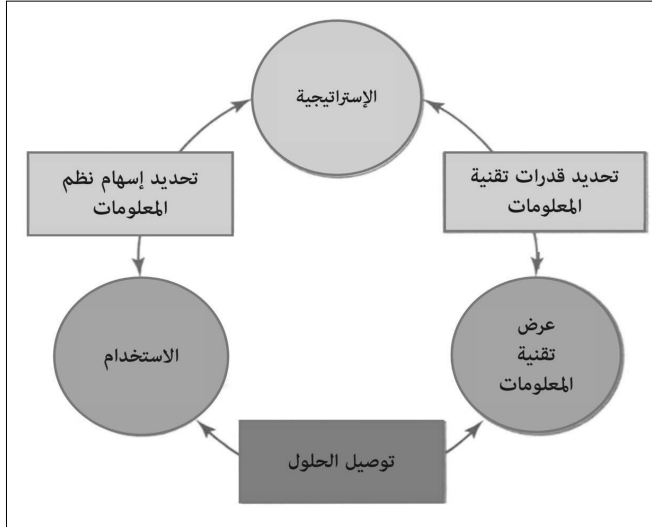 الإستراتيجية
تحديد قدرات تقنية
المعلومات
تحديد إسهام نظم
المعلومات
عرض
تقنية
المعلومات
الاستخدام
توصيل الحلول